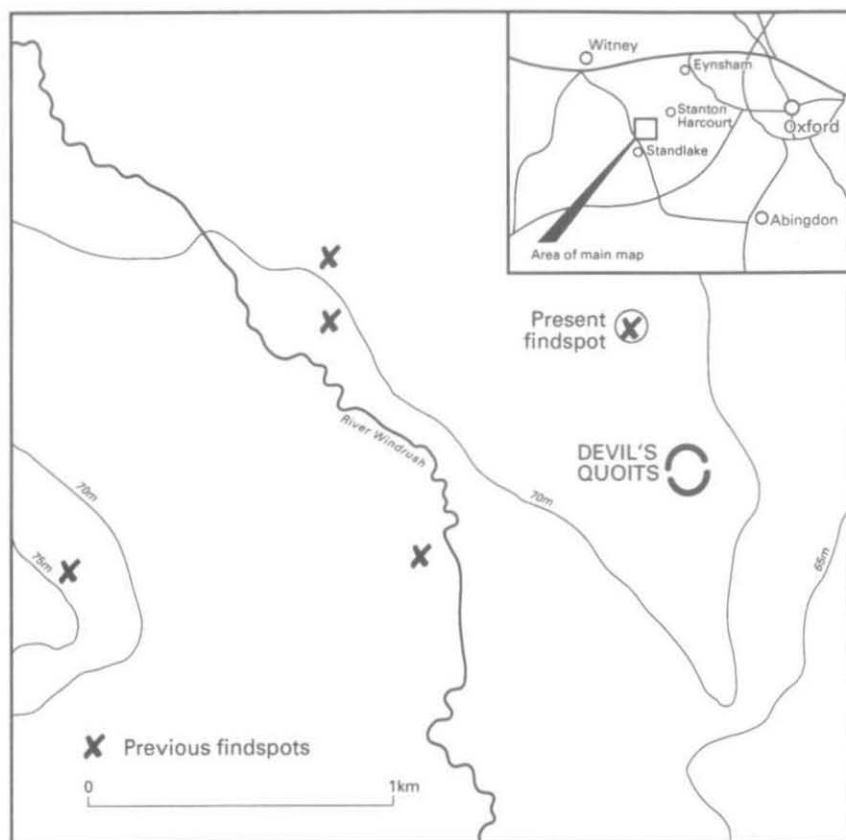 Witney
Eynsham
Stanton
Harcourt
Oxford
Standlake
Abingdon
Area of main map
Present
findspot
River Windrush
DEVIL'S
QUOITS
70m
70m
75m
65m
Previous findspots
0 1km